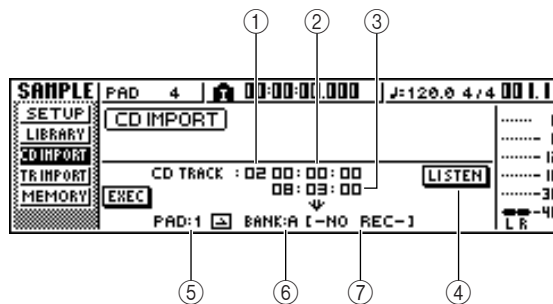 ① ② ③
SAMPLE PAD 4 00:00:00.000 ♩=120.0 4/4 001.1
SETUP
CD IMPORT
LIBRARY
CD IMPORT
CD TRACK : 02 00 : 00 : 00
LISTEN
TR IMPORT
08 : 03 : 00
MEMORY
EXEC
L R
PAD:1 BANK:A [-NO REC-]
⑤ ⑥ ⑦ ④